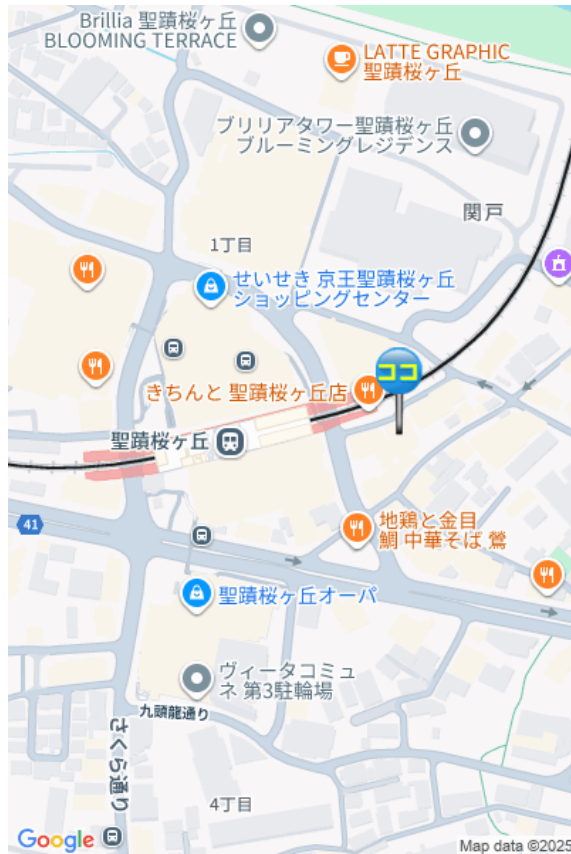 Brillia 聖蹟桜ヶ丘
BLOOMING TERRACE
LATTE GRAPHIC
聖蹟桜ヶ丘
ブリリアタワー聖蹟桜ヶ丘
ブルーミングレジデンス
関戸
1丁目
せいせき 京王聖蹟桜ヶ丘
ショッピングセンター
ココ
きちんと 聖蹟桜ヶ丘店
聖蹟桜ヶ丘
41
地鶏と金目
鯛 中華そば 鶯
聖蹟桜ヶ丘オーパ
ヴィータコミュ
ネ 第3駐輪場
九頭龍通り
さくら通り
4丁目
Google
Map data ©2025